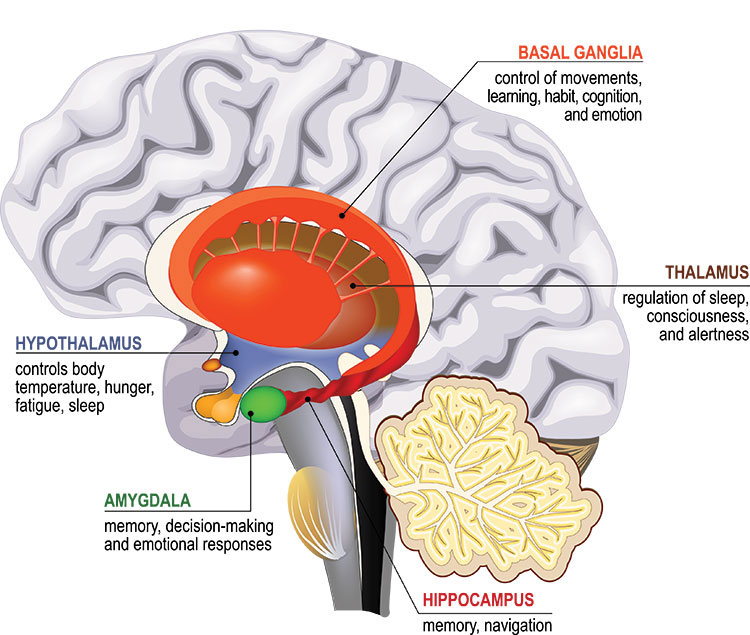 BASAL GANGLIA
control of movements,
learning, habit, cognition,
and emotion
THALAMUS
regulation of sleep,
consciousness,
and alertness
HYPOTHALAMUS
controls body
temperature, hunger,
fatigue, sleep
AMYGDALA
memory, decision-making
and emotional responses
HIPPOCAMPUS
memory, navigation